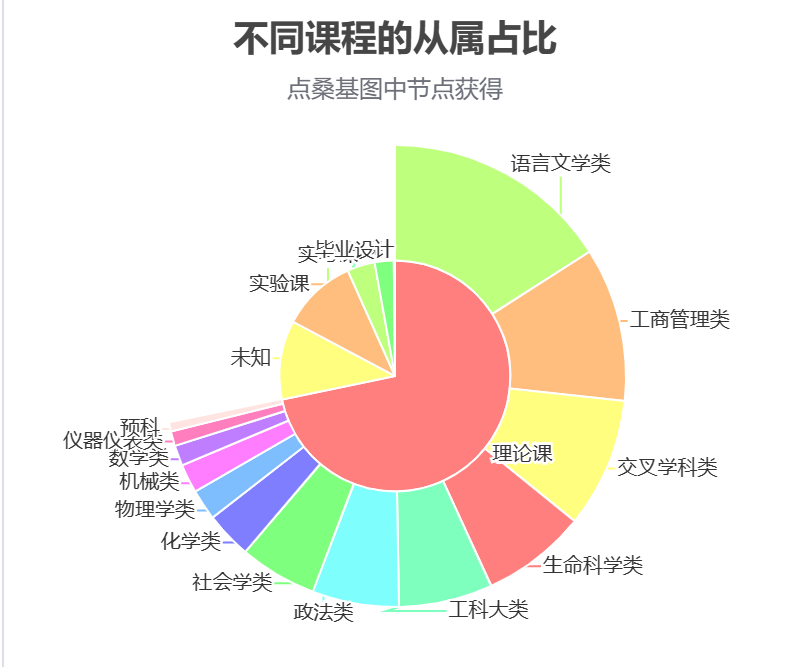 不同课程的从属占比
点桑基图中节点获得
语言文学类
毕业设计
实验课
工商管理类
未知
预科
仪器仪表类
理论课
数学类
交叉学科类
机械类
物理学类
化学类
生命科学类
社会学类
政法类
工科大类